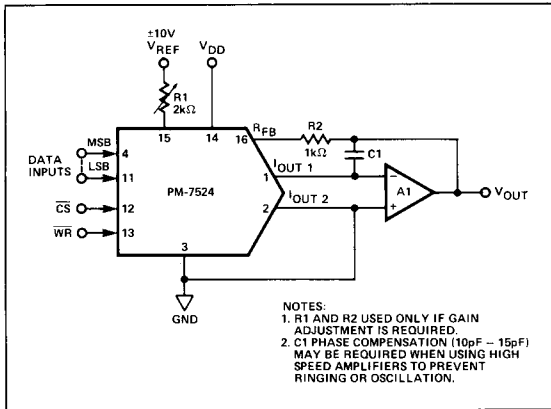 ±10V
VREF
VDD
R1
2kΩ
15
14
16
RFB
R2
1kΩ
C1
MSB
4
DATA
INPUTS
LSB
11
CS
12
WR
13
PM-7524
IOUT 1
1
IOUT 2
2
A1
−
+
VOUT
3
GND
NOTES:
1. R1 AND R2 USED ONLY IF GAIN
ADJUSTMENT IS REQUIRED.
2. C1 PHASE COMPENSATION (10pF – 15pF)
MAY BE REQUIRED WHEN USING HIGH
SPEED AMPLIFIERS TO PREVENT
RINGING OR OSCILLATION.